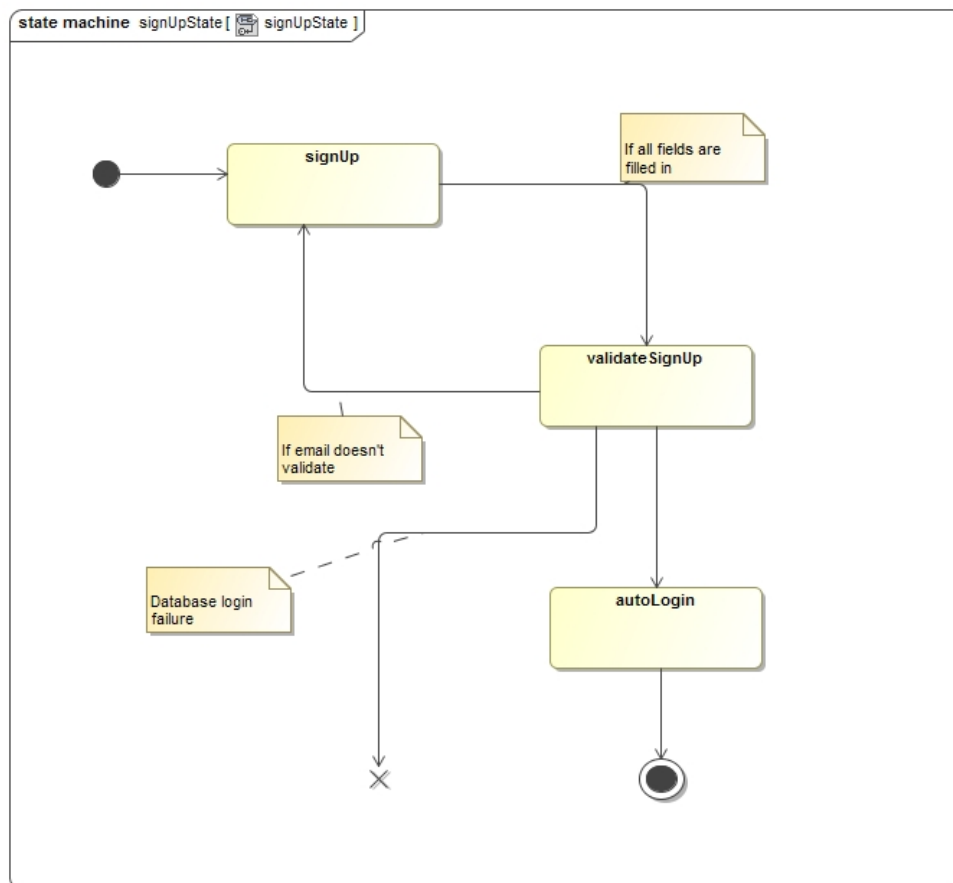 state machine signUpState [ signUpState ]
signUp
If all fields are
filled in
validateSignUp
If email doesn't
validate
Database login
failure
autoLogin